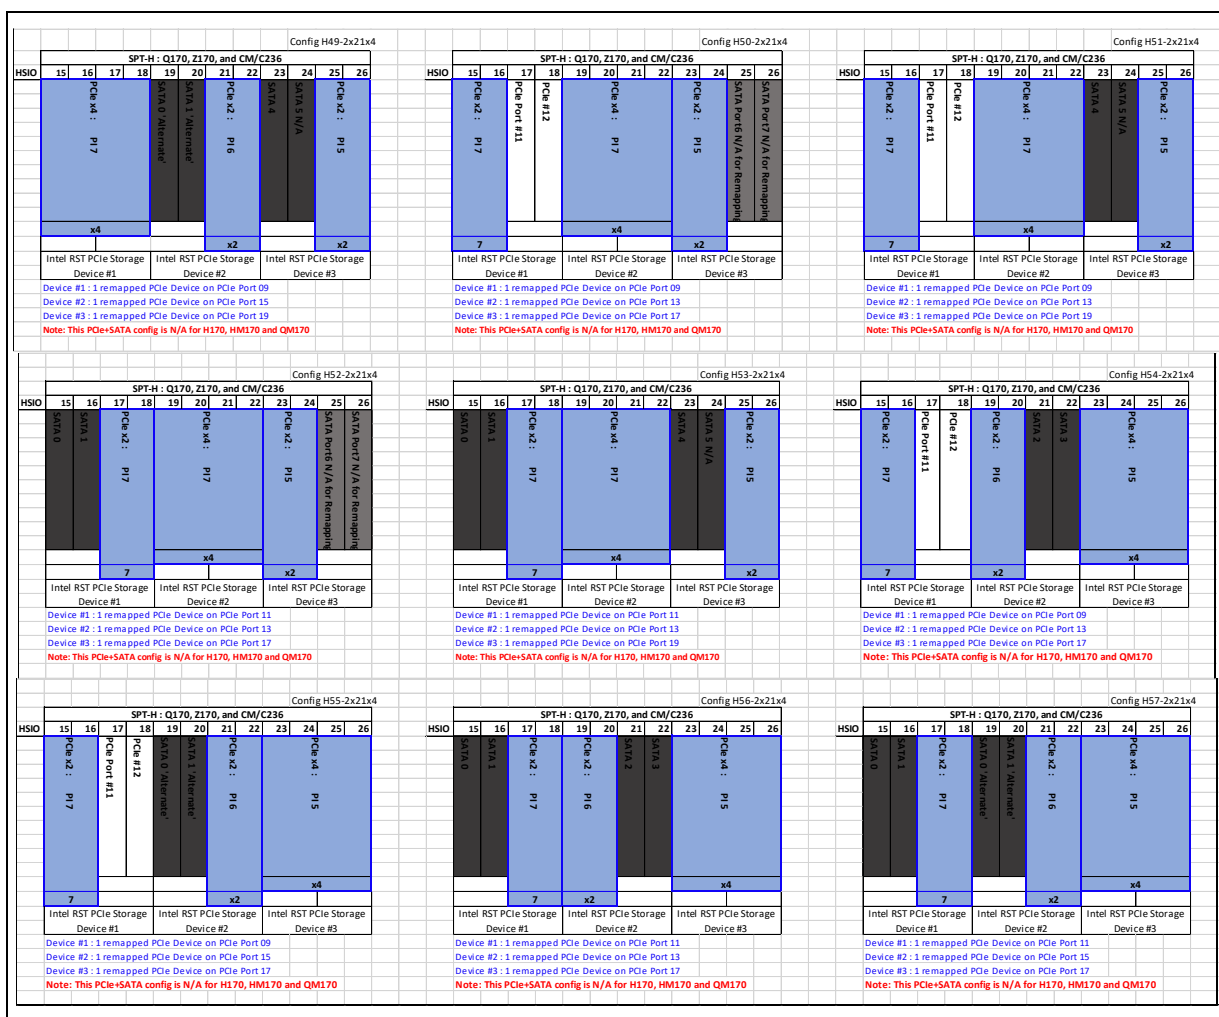 Config H49-2x21x4
SPT-H : Q170, Z170, and CM/C236
HSIO 15 16 17 18 19 20 21 22 23 24 25 26
PCIe x4 : PI7
SATA 0 'Alternate'
SATA 1 'Alternate'
PCIe x2 : PI6
SATA 4
SATA 5 N/A
PCIe x2 : PI5
x4
x2 x2
Intel RST PCIe Storage Intel RST PCIe Storage Intel RST PCIe Storage
Device #1 Device #2 Device #3
Device #1 : 1 remapped PCIe Device on PCIe Port 09
Device #2 : 1 remapped PCIe Device on PCIe Port 15
Device #3 : 1 remapped PCIe Device on PCIe Port 19
Note: This PCIe+SATA config is N/A for H170, HM170 and QM170
Config H50-2x21x4
SPT-H : Q170, Z170, and CM/C236
HSIO 15 16 17 18 19 20 21 22 23 24 25 26
PCIe x2 : PI7
PCIe Port #11
PCIe #12
PCIe x4 : PI7
PCIe x2 : PI5
SATA Port6 N/A for Remapping
SATA Port7 N/A for Remapping
x4
7 x2
Intel RST PCIe Storage Intel RST PCIe Storage Intel RST PCIe Storage
Device #1 Device #2 Device #3
Device #1 : 1 remapped PCIe Device on PCIe Port 09
Device #2 : 1 remapped PCIe Device on PCIe Port 13
Device #3 : 1 remapped PCIe Device on PCIe Port 17
Note: This PCIe+SATA config is N/A for H170, HM170 and QM170
Config H51-2x21x4
SPT-H : Q170, Z170, and CM/C236
HSIO 15 16 17 18 19 20 21 22 23 24 25 26
PCIe x2 : PI7
PCIe Port #11
PCIe #12
PCIe x4 : PI7
SATA 4
SATA 5 N/A
PCIe x2 : PI5
x4
7 x2
Intel RST PCIe Storage Intel RST PCIe Storage Intel RST PCIe Storage
Device #1 Device #2 Device #3
Device #1 : 1 remapped PCIe Device on PCIe Port 09
Device #2 : 1 remapped PCIe Device on PCIe Port 13
Device #3 : 1 remapped PCIe Device on PCIe Port 19
Note: This PCIe+SATA config is N/A for H170, HM170 and QM170
Config H52-2x21x4
SPT-H : Q170, Z170, and CM/C236
HSIO 15 16 17 18 19 20 21 22 23 24 25 26
SATA 0
SATA 1
PCIe x2 : PI7
PCIe x4 : PI7
PCIe x2 : PI5
SATA Port6 N/A for Remapping
SATA Port7 N/A for Remapping
x4
7 x2
Intel RST PCIe Storage Intel RST PCIe Storage Intel RST PCIe Storage
Device #1 Device #2 Device #3
Device #1 : 1 remapped PCIe Device on PCIe Port 11
Device #2 : 1 remapped PCIe Device on PCIe Port 13
Device #3 : 1 remapped PCIe Device on PCIe Port 17
Note: This PCIe+SATA config is N/A for H170, HM170 and QM170
Config H53-2x21x4
SPT-H : Q170, Z170, and CM/C236
HSIO 15 16 17 18 19 20 21 22 23 24 25 26
SATA 0
SATA 1
PCIe x2 : PI7
PCIe x4 : PI7
SATA 4
SATA 5 N/A
PCIe x2 : PI5
x4
7 x2
Intel RST PCIe Storage Intel RST PCIe Storage Intel RST PCIe Storage
Device #1 Device #2 Device #3
Device #1 : 1 remapped PCIe Device on PCIe Port 11
Device #2 : 1 remapped PCIe Device on PCIe Port 13
Device #3 : 1 remapped PCIe Device on PCIe Port 19
Note: This PCIe+SATA config is N/A for H170, HM170 and QM170
Config H54-2x21x4
SPT-H : Q170, Z170, and CM/C236
HSIO 15 16 17 18 19 20 21 22 23 24 25 26
PCIe x2 : PI7
PCIe Port #11
PCIe #12
PCIe x2 : PI6
SATA 2
SATA 3
PCIe x4 : PI5
x4
7 x2
Intel RST PCIe Storage Intel RST PCIe Storage Intel RST PCIe Storage
Device #1 Device #2 Device #3
Device #1 : 1 remapped PCIe Device on PCIe Port 09
Device #2 : 1 remapped PCIe Device on PCIe Port 13
Device #3 : 1 remapped PCIe Device on PCIe Port 17
Note: This PCIe+SATA config is N/A for H170, HM170 and QM170
Config H55-2x21x4
SPT-H : Q170, Z170, and CM/C236
HSIO 15 16 17 18 19 20 21 22 23 24 25 26
PCIe x2 : PI7
PCIe Port #11
PCIe #12
SATA 0 'Alternate'
SATA 1 'Alternate'
PCIe x2 : PI6
PCIe x4 : PI5
x4
7 x2
Intel RST PCIe Storage Intel RST PCIe Storage Intel RST PCIe Storage
Device #1 Device #2 Device #3
Device #1 : 1 remapped PCIe Device on PCIe Port 09
Device #2 : 1 remapped PCIe Device on PCIe Port 15
Device #3 : 1 remapped PCIe Device on PCIe Port 17
Note: This PCIe+SATA config is N/A for H170, HM170 and QM170
Config H56-2x21x4
SPT-H : Q170, Z170, and CM/C236
HSIO 15 16 17 18 19 20 21 22 23 24 25 26
SATA 0
SATA 1
PCIe x2 : PI7
PCIe x2 : PI6
SATA 2
SATA 3
PCIe x4 : PI5
x4
7 x2
Intel RST PCIe Storage Intel RST PCIe Storage Intel RST PCIe Storage
Device #1 Device #2 Device #3
Device #1 : 1 remapped PCIe Device on PCIe Port 11
Device #2 : 1 remapped PCIe Device on PCIe Port 13
Device #3 : 1 remapped PCIe Device on PCIe Port 17
Note: This PCIe+SATA config is N/A for H170, HM170 and QM170
Config H57-2x21x4
SPT-H : Q170, Z170, and CM/C236
HSIO 15 16 17 18 19 20 21 22 23 24 25 26
SATA 0
SATA 1
PCIe x2 : PI7
SATA 0 'Alternate'
SATA 1 'Alternate'
PCIe x2 : PI6
PCIe x4 : PI5
x4
7 x2
Intel RST PCIe Storage Intel RST PCIe Storage Intel RST PCIe Storage
Device #1 Device #2 Device #3
Device #1 : 1 remapped PCIe Device on PCIe Port 11
Device #2 : 1 remapped PCIe Device on PCIe Port 15
Device #3 : 1 remapped PCIe Device on PCIe Port 17
Note: This PCIe+SATA config is N/A for H170, HM170 and QM170